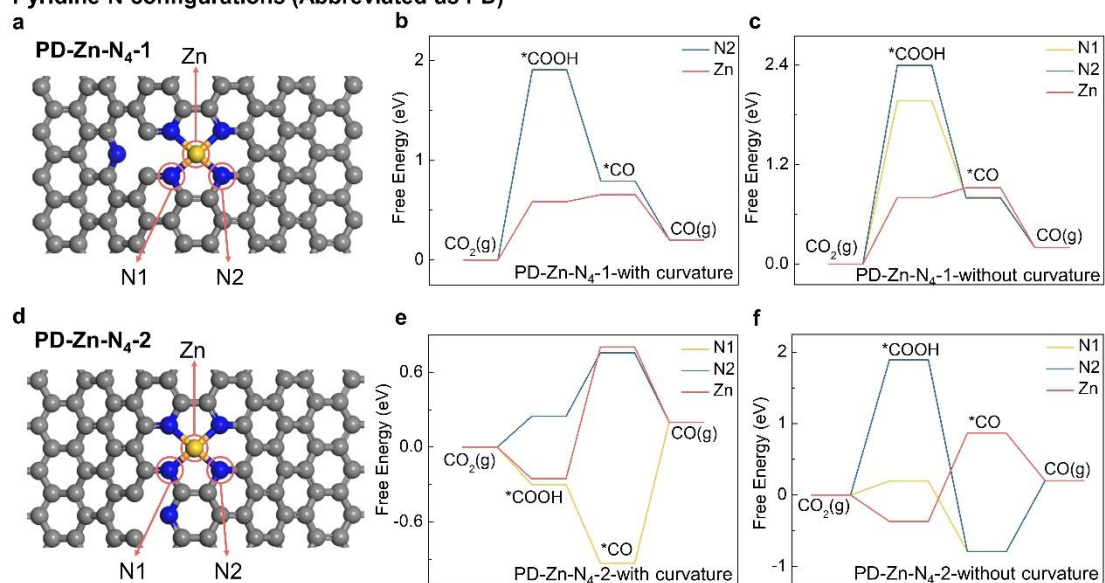 Pyridine-N configurations (Abbreviated as PD)
a
PD-Zn-N₄-1
Zn
N1
N2
b
Free Energy (eV)
2
1
0
*COOH
*CO
CO₂(g)
CO(g)
N2
Zn
PD-Zn-N₄-1-with curvature
c
Free Energy (eV)
2.4
1.2
0.0
*COOH
*CO
CO₂(g)
CO(g)
N1
N2
Zn
PD-Zn-N₄-1-without curvature
d
PD-Zn-N₄-2
Zn
N1
N2
e
Free Energy (eV)
0.6
0.0
-0.6
CO₂(g)
*COOH
*CO
CO(g)
N1
N2
Zn
PD-Zn-N₄-2-with curvature
f
Free Energy (eV)
2
1
0
-1
*COOH
*CO
CO₂(g)
CO(g)
N1
N2
Zn
PD-Zn-N₄-2-without curvature